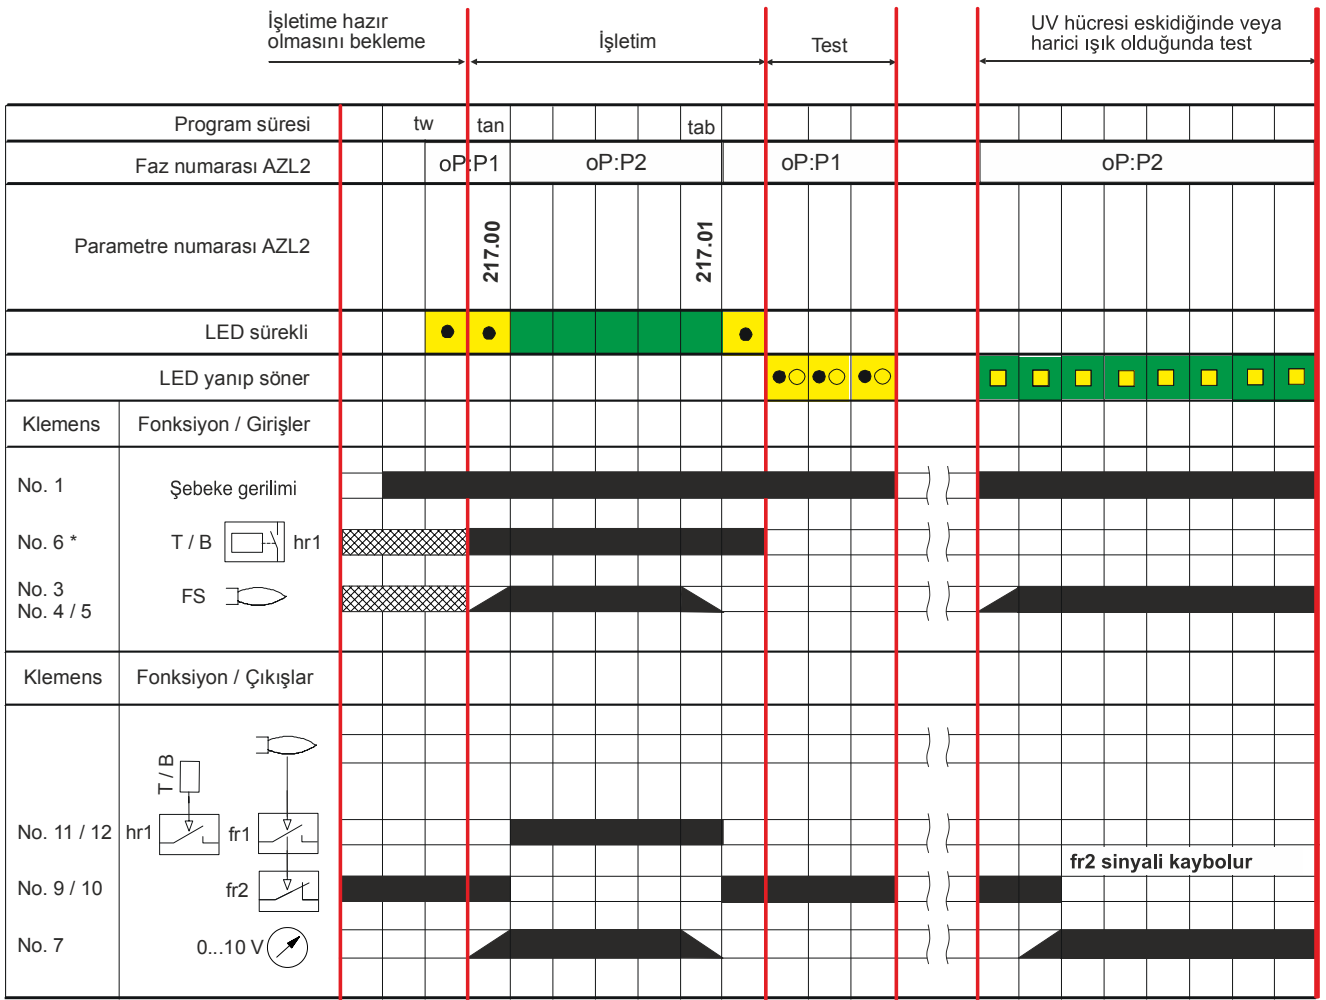 İşletime hazır
olmasını bekleme
İşletim
Test
UV hücresi eskidiğinde veya
harici ışik olduğunda test
Program süresi tw tan tab
Faz numarası AZL2 oP:P1 oP:P2 oP:P1 oP:P2
Parametre numarası AZL2 217.00 217.01
LED sürekli
LED yanıp söner
Klemens Fonksiyon / Girişler
No. 1 Şebeke gerilimi
No. 6 * T / B hr1
No. 3
No. 4 / 5
FS
Klemens Fonksiyon / Çıkışlar
T / B
No. 11 / 12 hr1 fr1
fr2 sinyali kaybolur
No. 9 / 10 fr2
No. 7 0...10 V